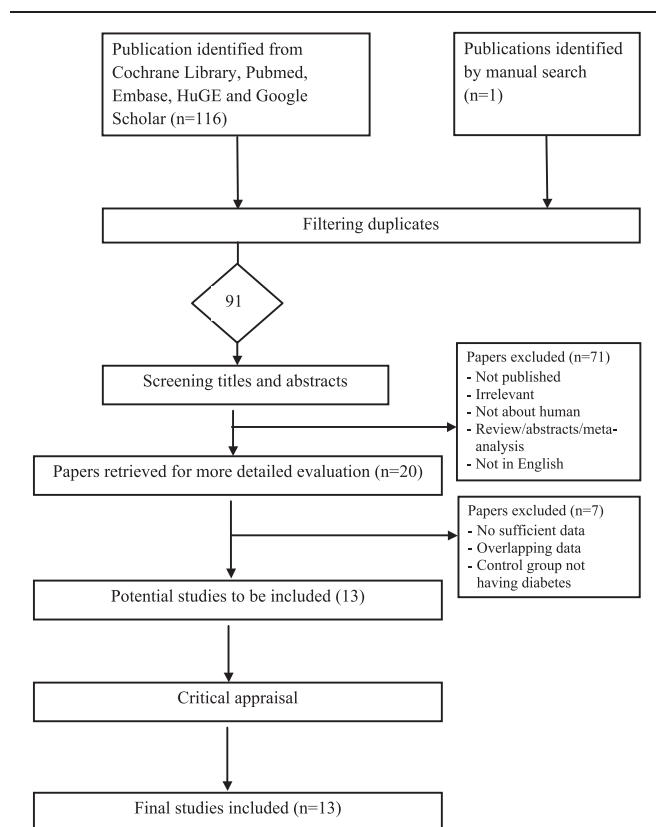 Publication identified from
Cochrane Library, Pubmed,
Embase, HuGE and Google
Scholar (n=116)
Publications identified
by manual search
(n=1)
Filtering duplicates
91
Screening titles and abstracts
Papers excluded (n=71)
- Not published
- Irrelevant
- Not about human
- Review/abstracts/meta-
analysis
- Not in English
Papers retrieved for more detailed evaluation (n=20)
Papers excluded (n=7)
- No sufficient data
- Overlapping data
- Control group not
having diabetes
Potential studies to be included (13)
Critical appraisal
Final studies included (n=13)